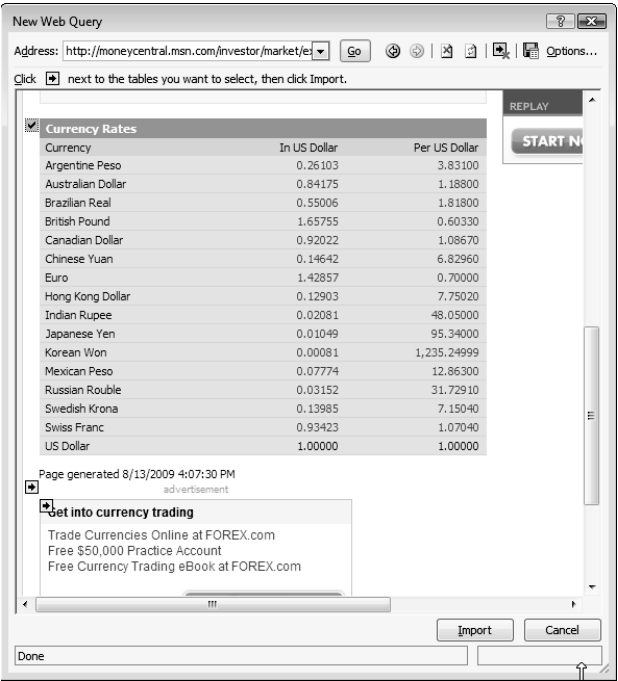 New Web Query
Address: http://moneycentral.msn.com/investor/market/e Go Options...
Click next to the tables you want to select, then click Import.
REPLAY
START N
Currency Rates
Currency In US Dollar Per US Dollar
Argentine Peso 0.26103 3.83100
Australian Dollar 0.84175 1.18800
Brazilian Real 0.55006 1.81800
British Pound 1.65755 0.60330
Canadian Dollar 0.92022 1.08670
Chinese Yuan 0.14642 6.82960
Euro 1.42857 0.70000
Hong Kong Dollar 0.12903 7.75020
Indian Rupee 0.02081 48.05000
Japanese Yen 0.01049 95.34000
Korean Won 0.00081 1,235.24999
Mexican Peso 0.07774 12.86300
Russian Rouble 0.03152 31.72910
Swedish Krona 0.13985 7.15040
Swiss Franc 0.93423 1.07040
US Dollar 1.00000 1.00000
Page generated 8/13/2009 4:07:30 PM
advertisement
Get into currency trading
Trade Currencies Online at FOREX.com
Free $50,000 Practice Account
Free Currency Trading eBook at FOREX.com
Import Cancel
Done